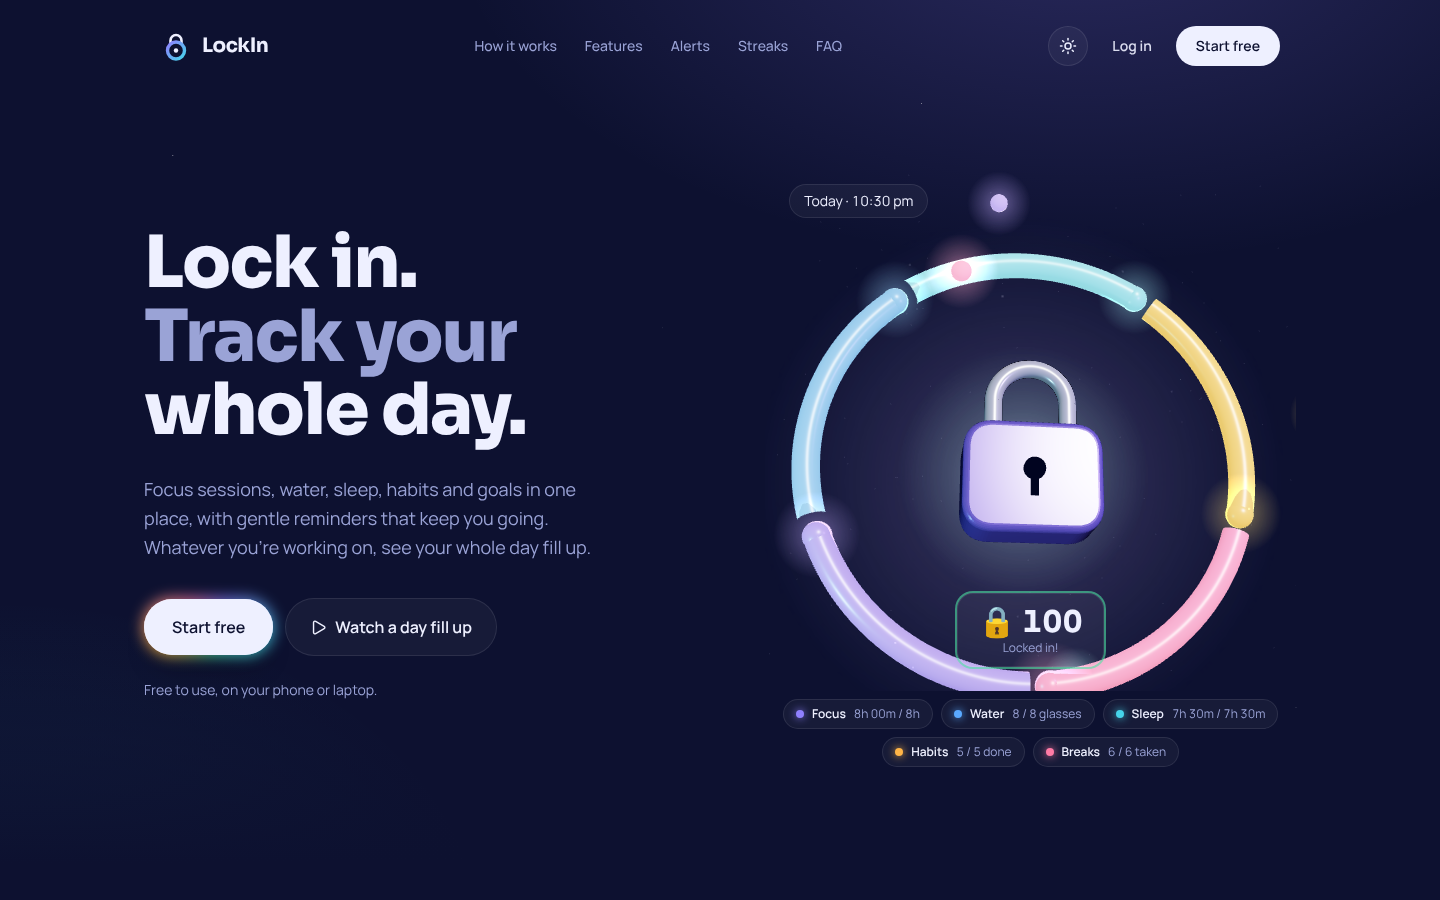 LockIn
How it works
Features
Alerts
Streaks
FAQ
Log in
Start free
Today · 10:30 pm
Lock in.
Track your
whole day.
Focus sessions, water, sleep, habits and goals in one
place, with gentle reminders that keep you going.
Whatever you're working on, see your whole day fill up.
Start free
Watch a day fill up
Free to use, on your phone or laptop.
🔒 100
Locked in!
Focus 8h 00m / 8h
Water 8 / 8 glasses
Sleep 7h 30m / 7h 30m
Habits 5 / 5 done
Breaks 6 / 6 taken